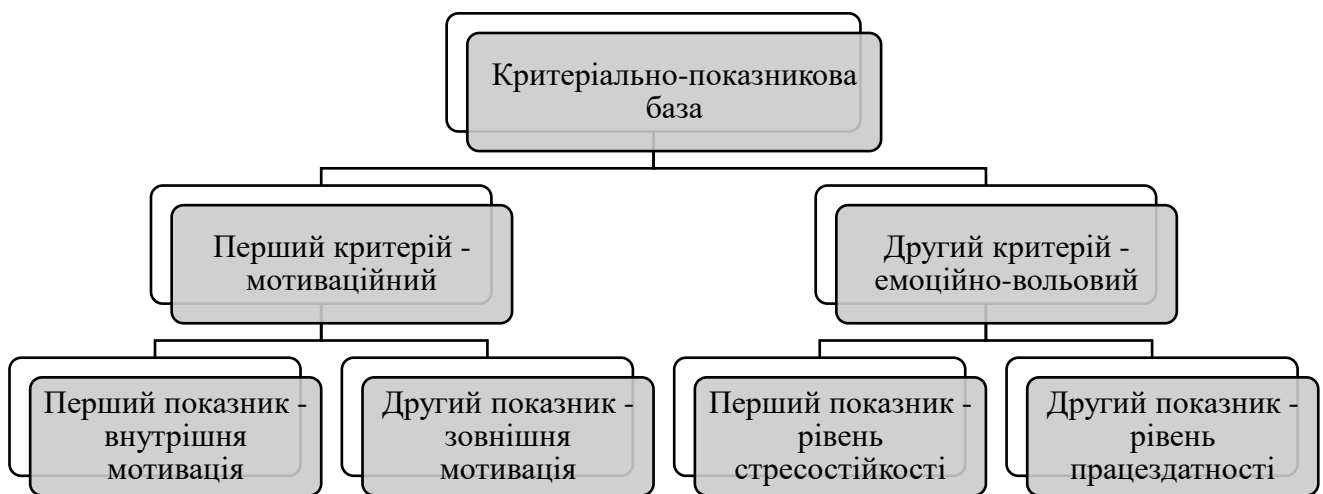 Критеріально-показникова
база
Перший критерій -
мотиваційний
Другий критерій -
емоційно-вольовий
Перший показник -
внутрішня
мотивація
Другий показник -
зовнішня
мотивація
Перший показник -
рівень
стресостійкості
Другий показник -
рівень
працездатності